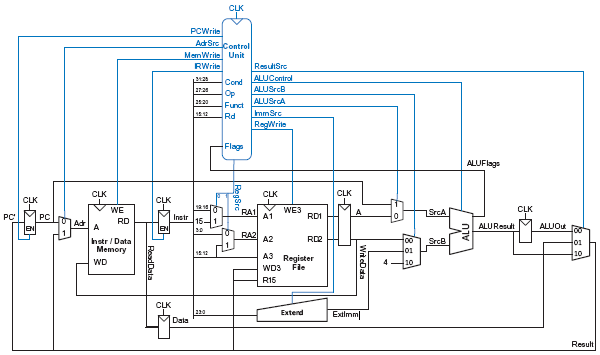 CLK
PCWrite
AdrSrc
MemWrite
IRWrite
Control
Unit
ResultSrc
ALUControl
ALUSrcB
ALUSrcA
ImmSrc
RegWrite
31:28
Cond
27:26
Op
25:20
Funct
15:12
Rd
Flags
ALUFlags
RegSrc
CLK
CLK
CLK
CLK
CLK
CLK
PC'
PC
EN
0
1
Adr
A
WE
RD
Instr / Data
Memory
WD
ReadData
EN
Instr
19:16
15
0
1
RA1
3:0
0
1
RA2
15:12
0
1
A1
A2
A3
WD3
R15
WE3
RD1
RD2
Register
File
A
WriteData
1
0
SrcA
00
01
10
4
SrcB
ALU
ALUResult
ALUOut
00
01
10
CLK
Data
23:0
Extend
ExtImm
Result